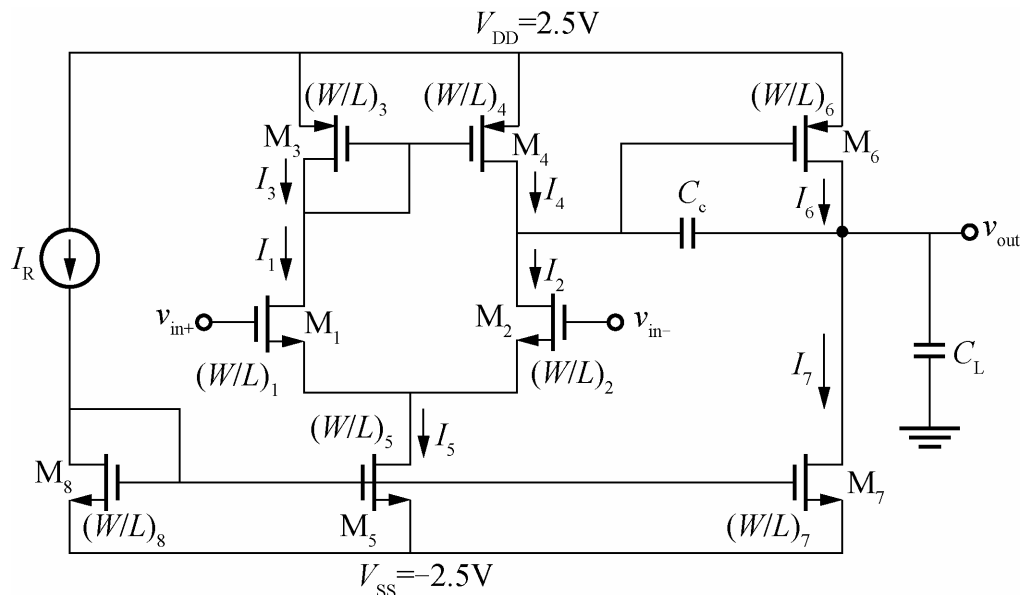 V_DD=2.5V
(W/L)_3
(W/L)_4
(W/L)_6
M_3
M_4
M_6
I_3
I_4
C_c
I_6
v_out
I_R
I_1
I_2
v_in+
M_1
M_2
v_in−
(W/L)_1
(W/L)_2
I_7
C_L
(W/L)_5
I_5
M_8
M_7
(W/L)_8
M_5
(W/L)_7
V_SS=−2.5V